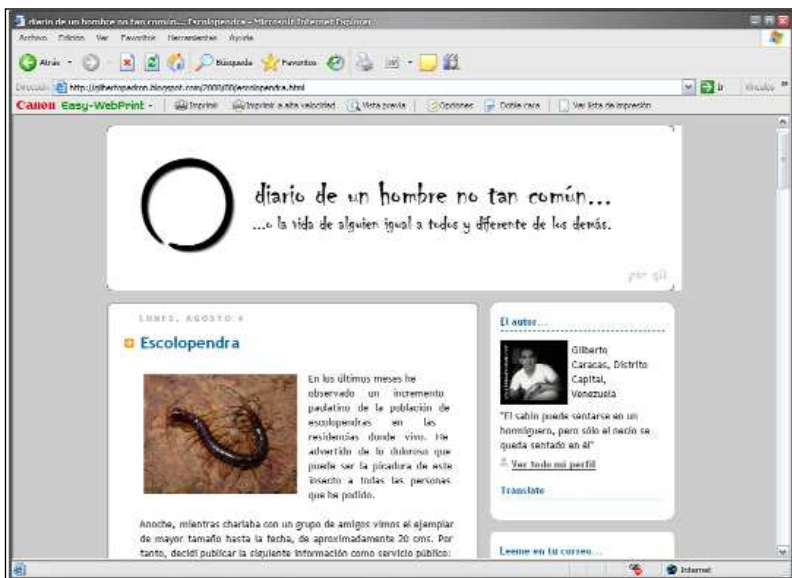 diario de un hombre no tan común...: Escolopendra - Microsoft Internet Explorer
Archivo Edición Ver Favoritos Herramientas Ayuda
Atrás Búsqueda Favoritos
Dirección http://gilbertopadron.blogspot.com/2008/08/escolopendra.html Ir Vínculos
Canon Easy-WebPrint Imprimir Imprimir a alta velocidad Vista previa Opciones Doble cara Ver lista de impresión
diario de un hombre no tan común...
...o la vida de alguien igual a todos y diferente de los demás.
por gil
LUNES, AGOSTO 4
Escolopendra
En los últimos meses he
observado un incremento
paulatino de la población de
escolopendras en las
residencias donde vivo. He
advertido de lo doloroso que
puede ser la picadura de este
insecto a todas las personas
que he podido.
Anoche, mientras charlaba con un grupo de amigos vimos el ejemplar
de mayor tamaño hasta la fecha, de aproximadamente 20 cms. Por
tanto, decidí publicar la siguiente información como servicio público:
El autor...
Gilberto
Caracas, Distrito
Capital,
Venezuela
"El sabio puede sentarse en un
hormiguero, pero sólo el necio se
queda sentado en él"
Ver todo mi perfil
Translate
Leeme en tu correo...
Internet